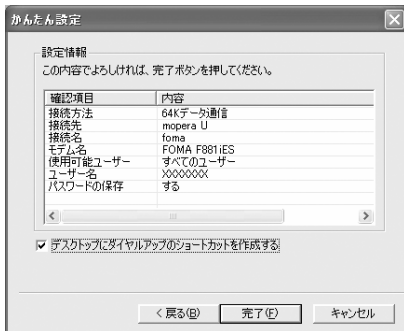 かんたん設定
設定情報
この内容でよろしければ、完了ボタンを押してください。
確認項目 内容
接続方法 64Kデータ通信
接続先 mopera U
接続名 foma
モデム名 FOMA F881iES
使用可能ユーザー すべてのユーザー
ユーザー名 XXXXXXX
パスワードの保存 する
デスクトップにダイヤルアップのショートカットを作成する
< 戻る(B) 完了(F) キャンセル